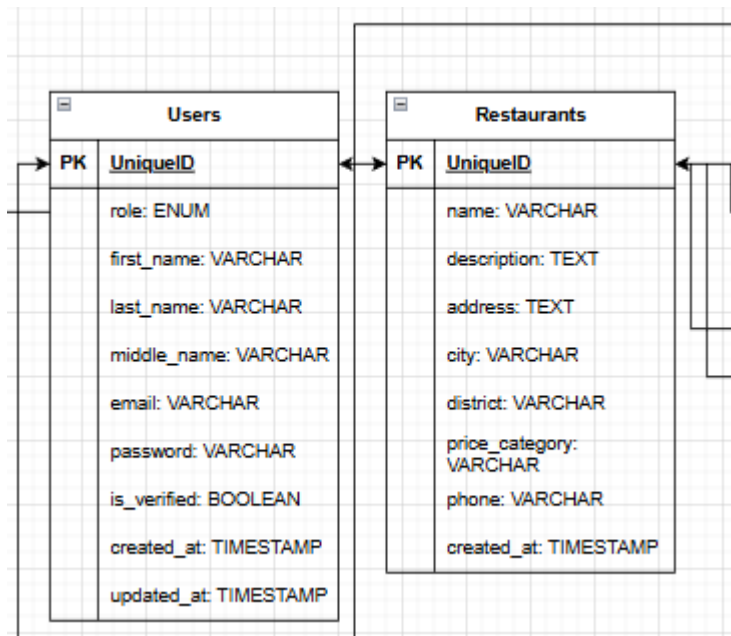 Users
PK UniqueID
role: ENUM
first_name: VARCHAR
last_name: VARCHAR
middle_name: VARCHAR
email: VARCHAR
password: VARCHAR
is_verified: BOOLEAN
created_at: TIMESTAMP
updated_at: TIMESTAMP
Restaurants
PK UniqueID
name: VARCHAR
description: TEXT
address: TEXT
city: VARCHAR
district: VARCHAR
price_category:
VARCHAR
phone: VARCHAR
created_at: TIMESTAMP